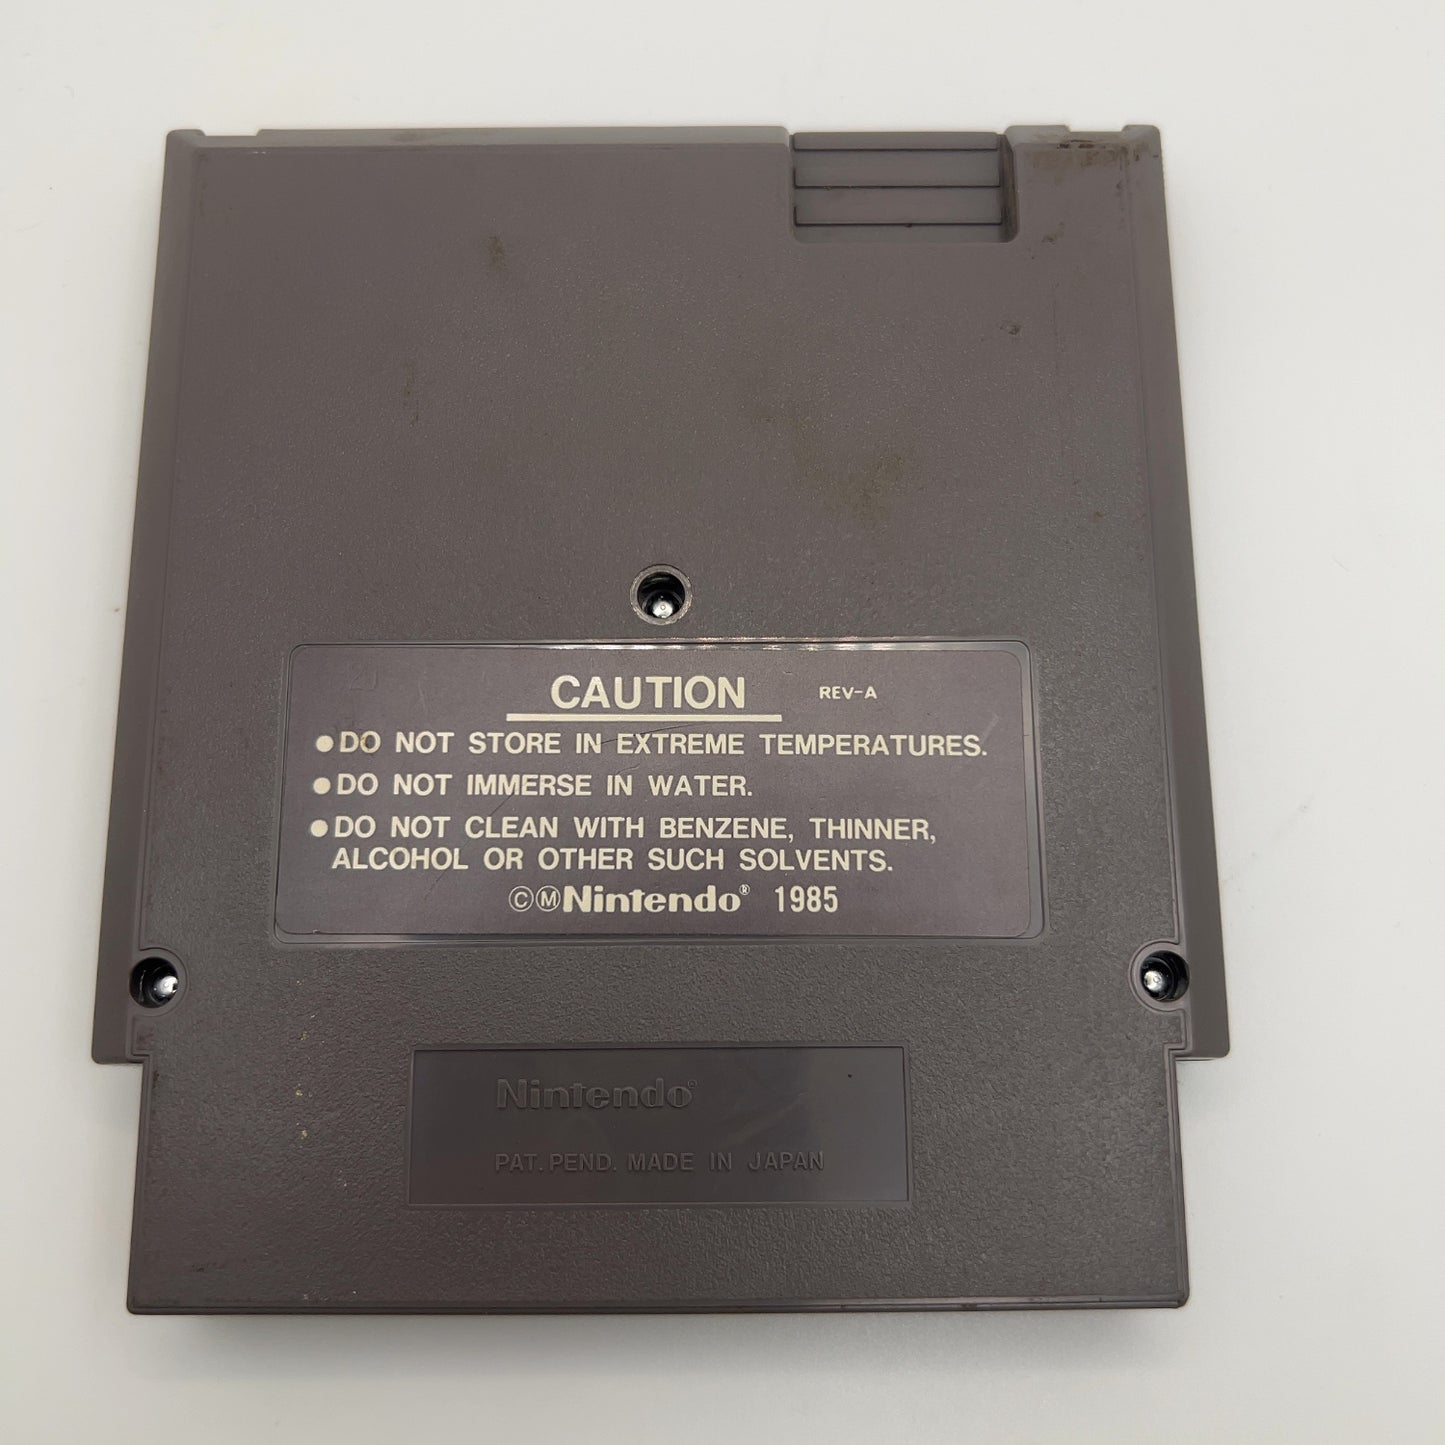 CAUTION REV-A
●DO NOT STORE IN EXTREME TEMPERATURES.
●DO NOT IMMERSE IN WATER.
●DO NOT CLEAN WITH BENZENE, THINNER,
ALCOHOL OR OTHER SUCH SOLVENTS.
©ⓂNintendo® 1985
Nintendo®
PAT. PEND. MADE IN JAPAN